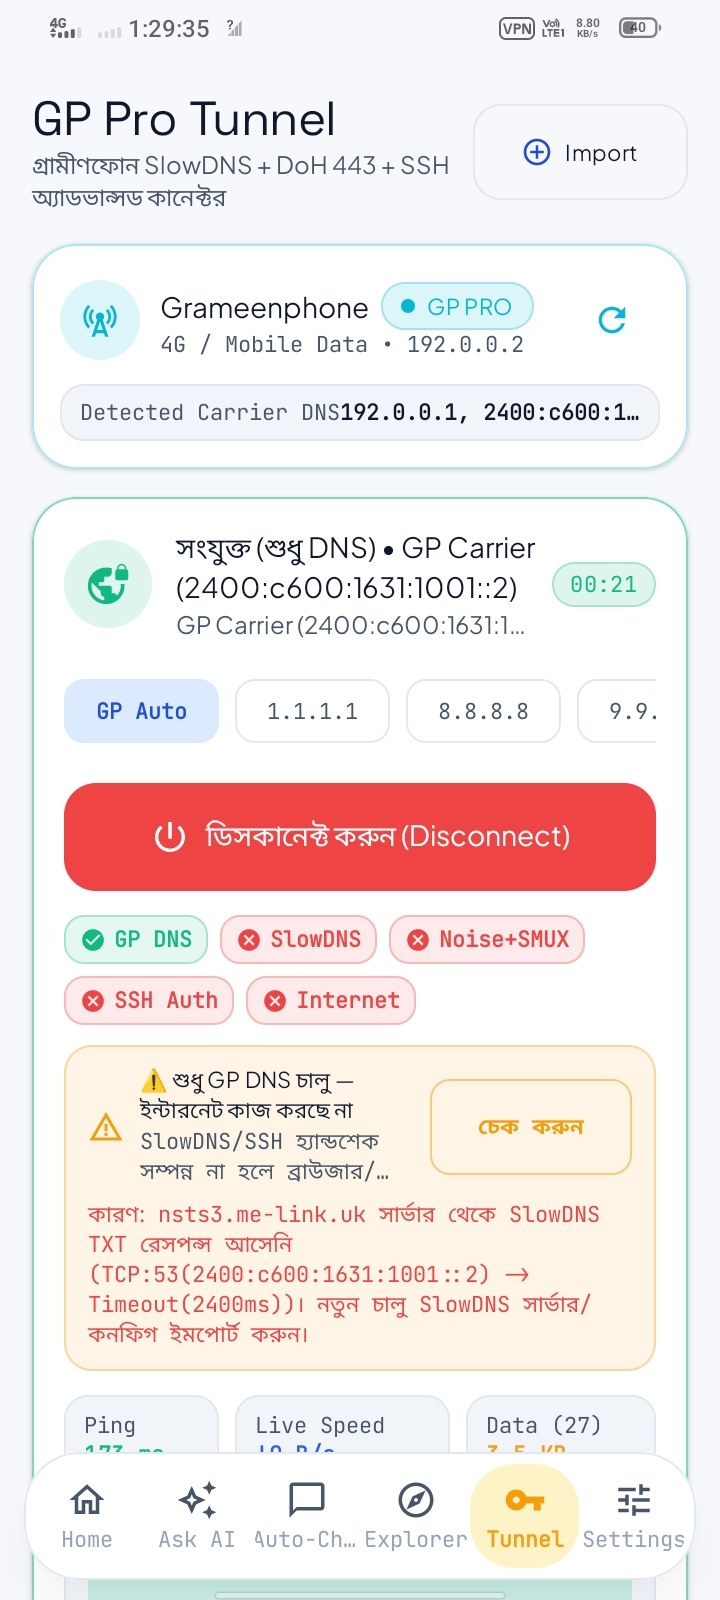 4G 1:29:35 ? VPN Vo) LTE1 8.80 KB/s 40
GP Pro Tunnel
গ্রামীণফোন SlowDNS + DoH 443 + SSH
অ্যাডভান্সড কানেক্টর
Import
Grameenphone
GP PRO
4G / Mobile Data • 192.0.0.2
Detected Carrier DNS192.0.0.1, 2400:c600:1…
সংযুক্ত (শুধু DNS) • GP Carrier
(2400:c600:1631:1001::2)
GP Carrier (2400:c600:1631:1…
00:21
GP Auto
1.1.1.1
8.8.8.8
9.9.
ডিসকানেক্ট করুন (Disconnect)
GP DNS
SlowDNS
Noise+SMUX
SSH Auth
Internet
⚠️ শুধু GP DNS চালু —
ইন্টারনেট কাজ করছে না
SlowDNS/SSH হ্যান্ডশেক
সম্পন্ন না হলে ব্রাউজার/…
চেক করুন
কারণ: nsts3.me-link.uk সার্ভার থেকে SlowDNS
TXT রেসপন্স আসেনি
(TCP:53(2400:c600:1631:1001::2) →
Timeout(2400ms))। নতুন চালু SlowDNS সার্ভার/
কনফিগ ইমপোর্ট করুন।
Ping
Live Speed
Data (27)
Home
Ask AI
Auto-Ch…
Explorer
Tunnel
Settings